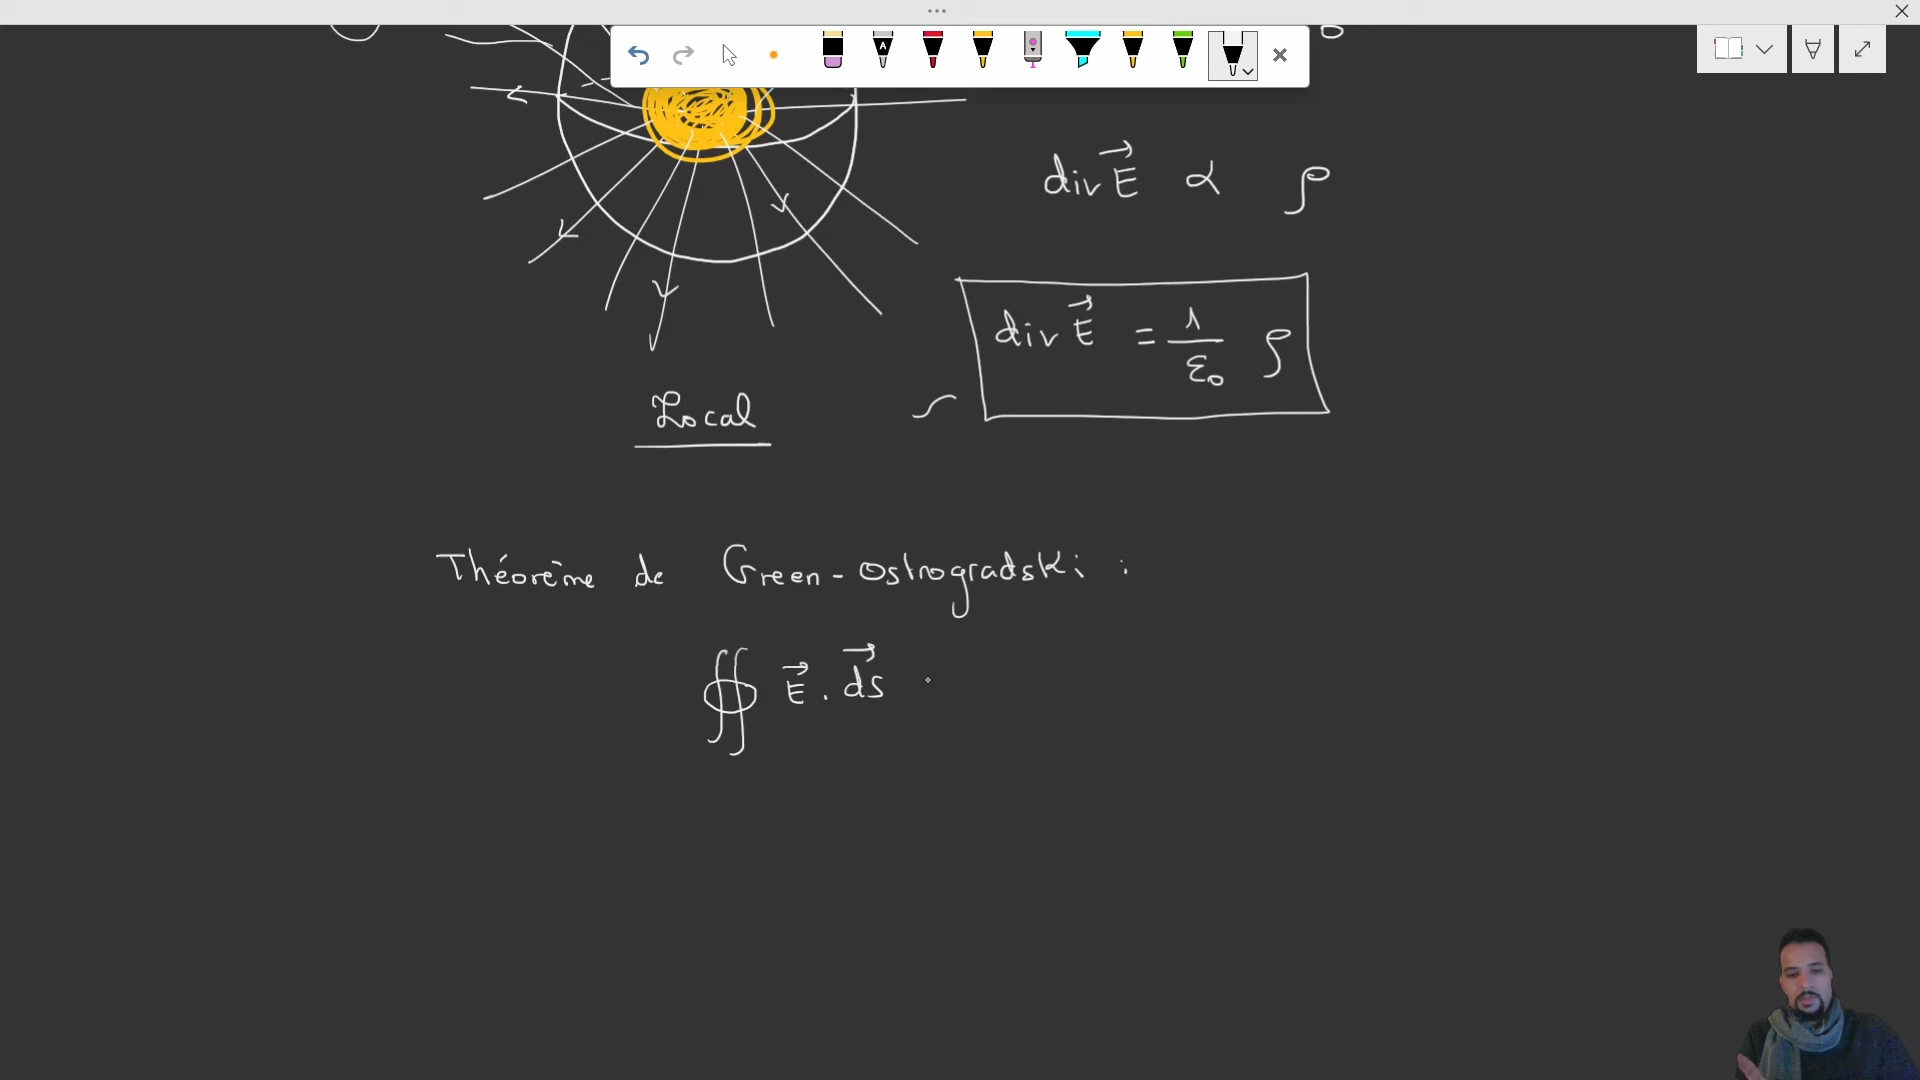 div E⃗ α ρ
div E⃗ = 1/ε₀ ρ
Local
Théorème de Green-Ostrogradski :
∯ E⃗ . ds⃗